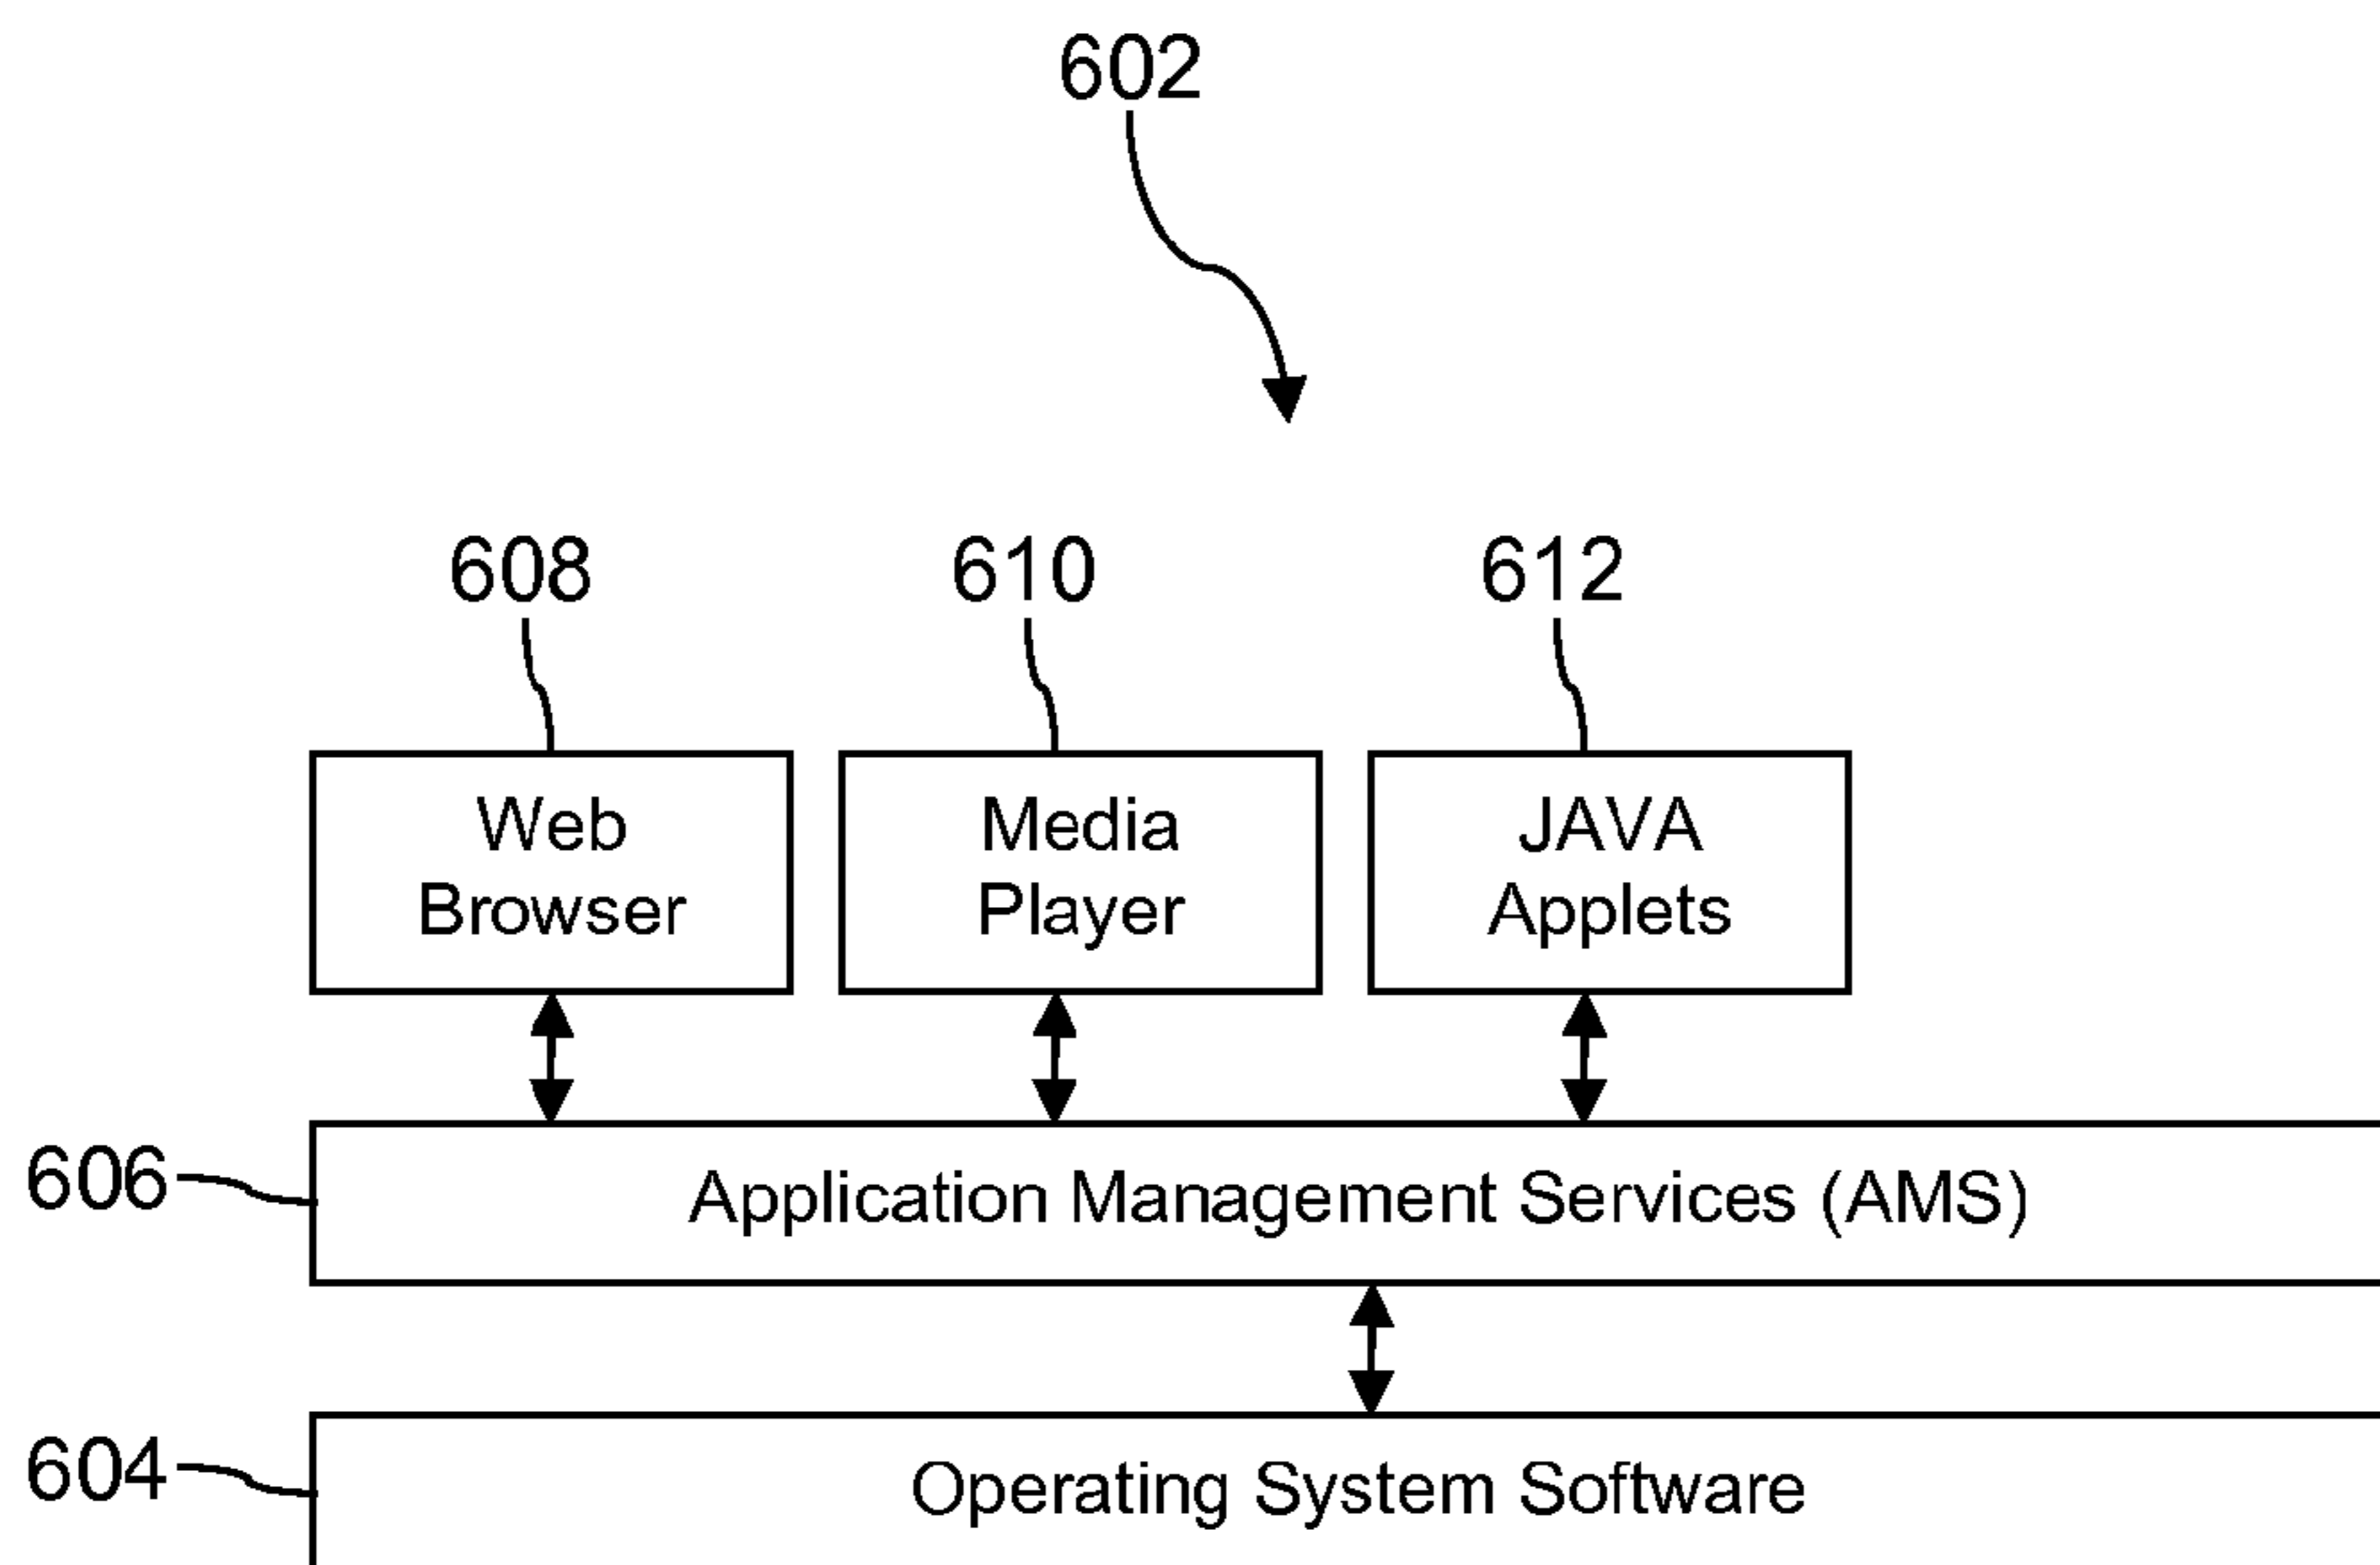 602
608
610
612
Web
Browser
Media
Player
JAVA
Applets
606
Application Management Services (AMS)
604
Operating System Software